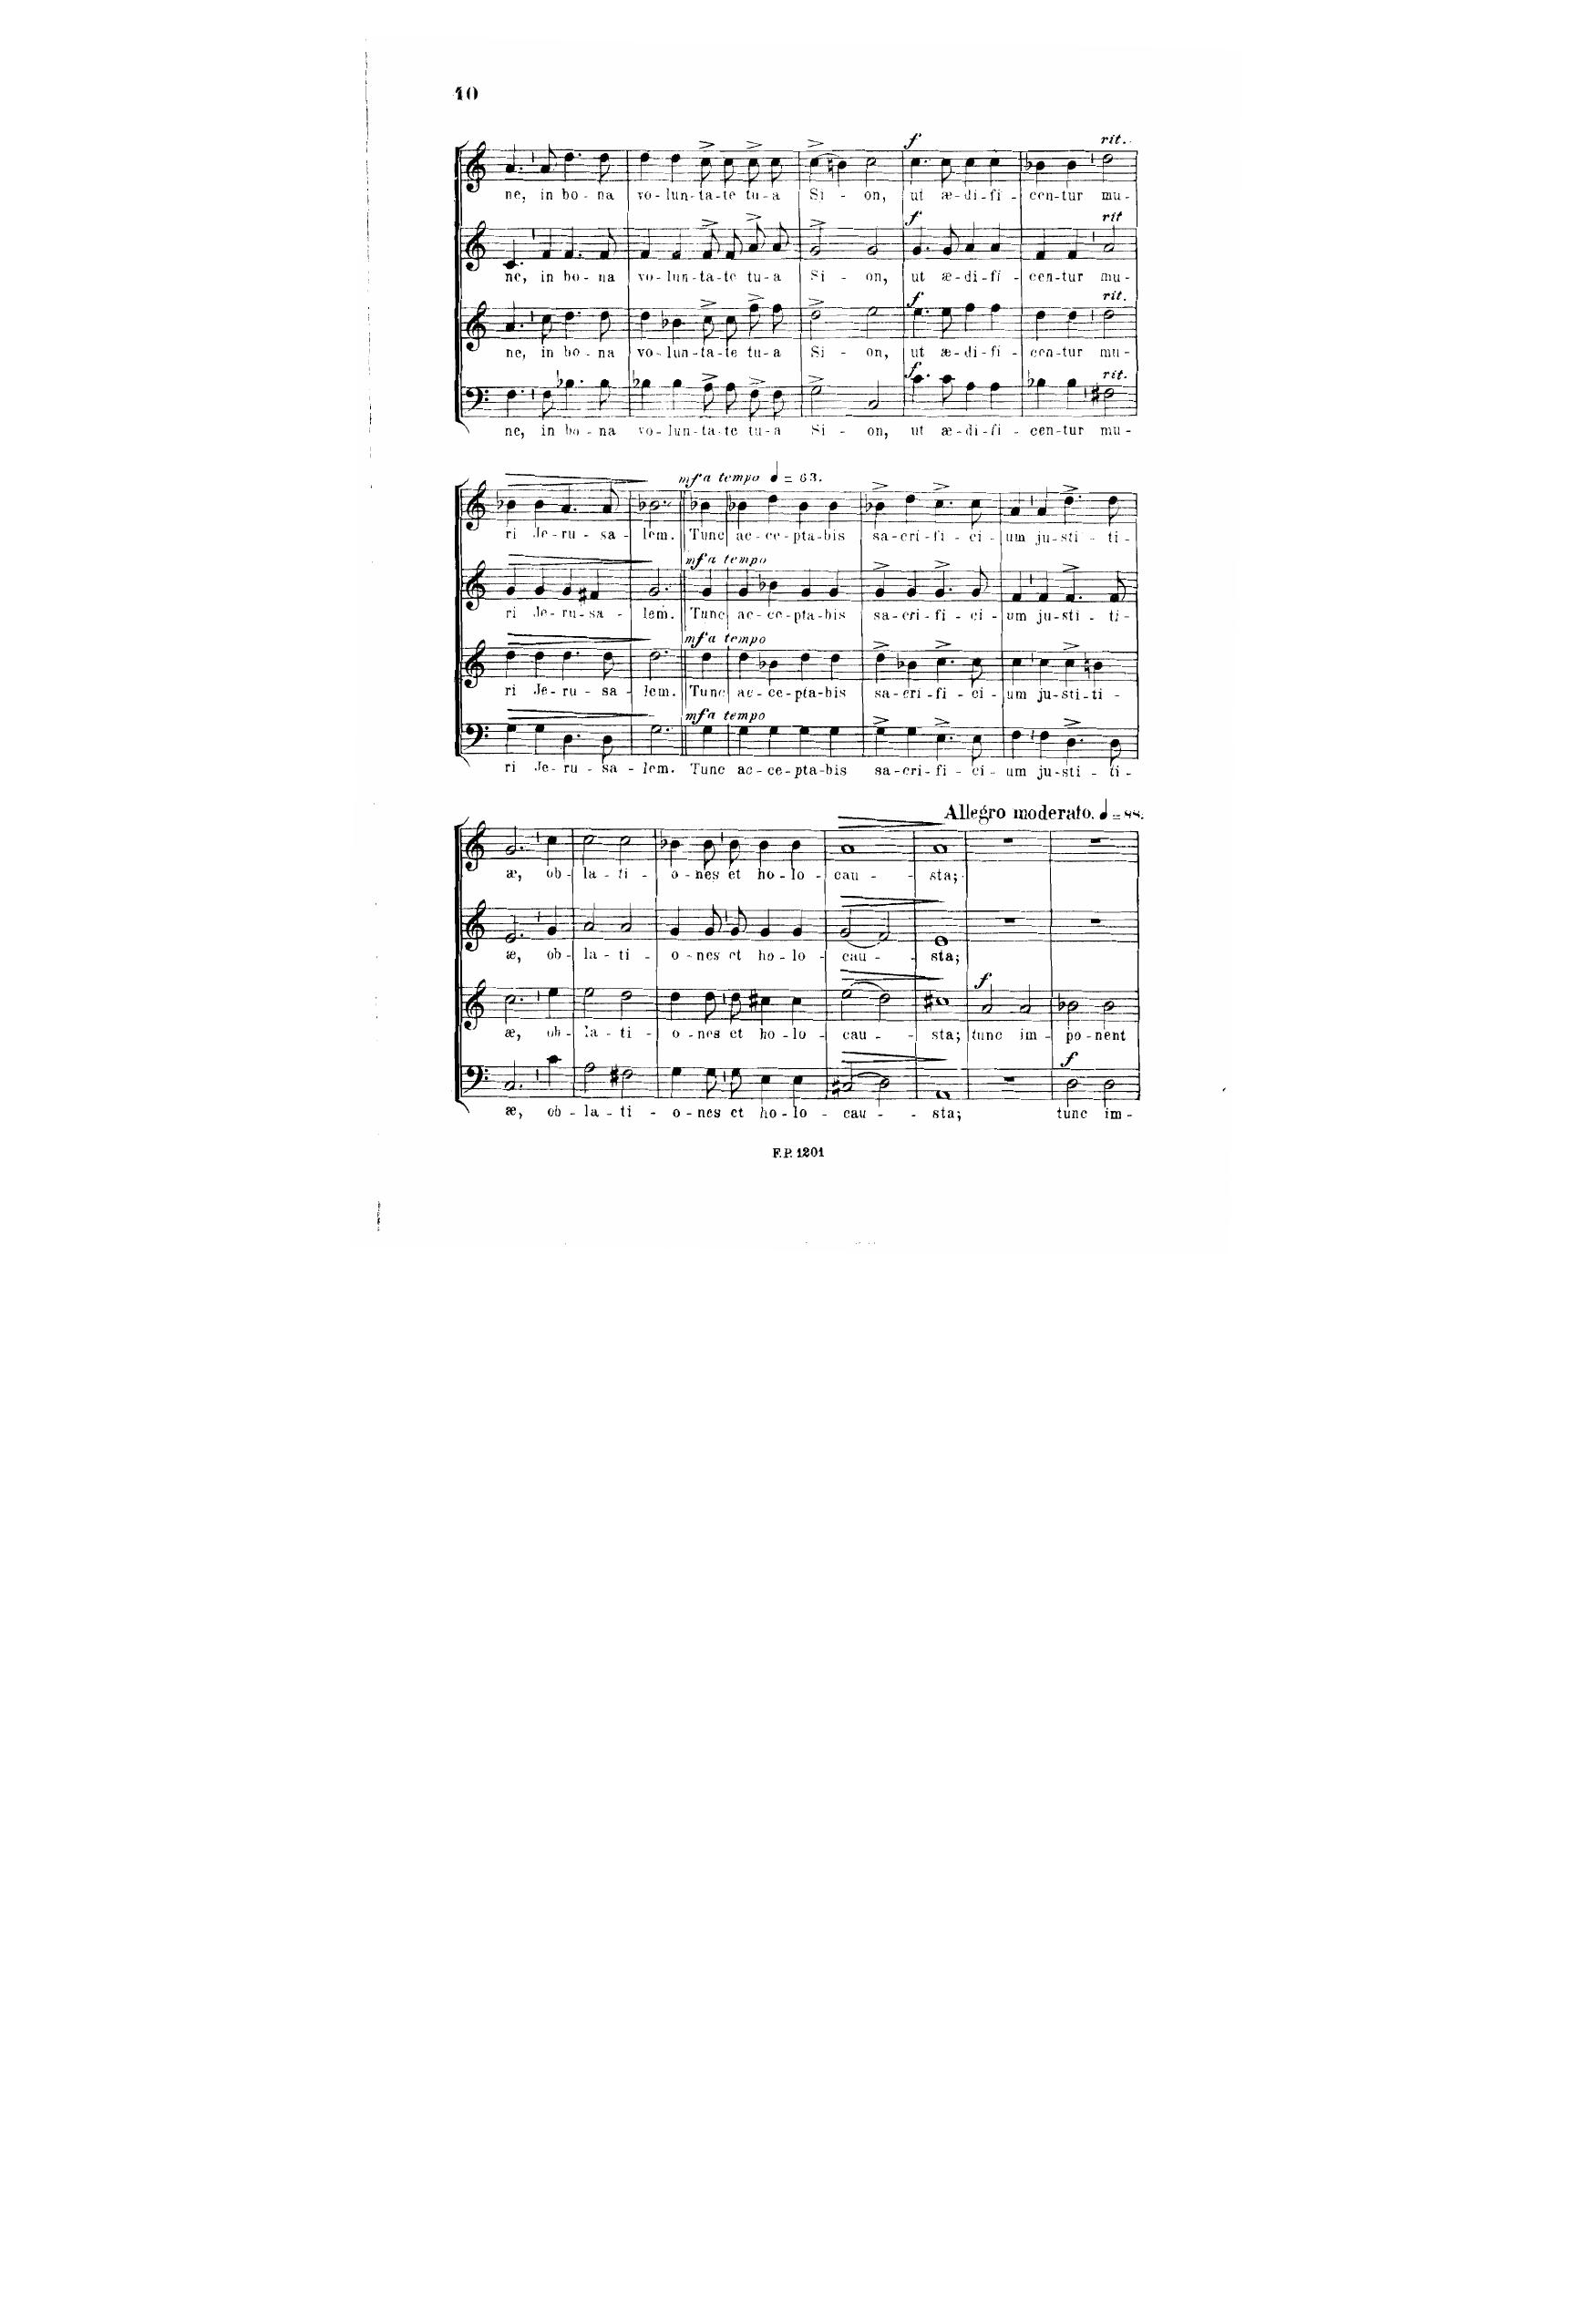 10
f rit.
ne, in bo - na vo - lun - ta - te tu - a Si - on, ut æ - di - fi - cen - tur mu -
f rit
ne, in bo - na vo - lun - ta - te tu - a Si - on, ut æ - di - fi - cen - tur mu -
f rit.
ne, in bo - na vo - lun - ta - te tu - a Si - on, ut æ - di - fi - cen - tur mu -
f rit.
ne, in bo - na vo - lun - ta - te tu - a Si - on, ut æ - di - fi - cen - tur mu -
mf a tempo = 63.
ri Je - ru - sa - lem. Tunc ac - ce - pta - bis sa - cri - fi - ci - um ju - sti - ti -
mf a tempo
ri Je - ru - sa - lem. Tunc ac - ce - pta - bis sa - cri - fi - ci - um ju - sti - ti -
mf a tempo
ri Je - ru - sa - lem. Tunc ac - ce - pta - bis sa - cri - fi - ci - um ju - sti - ti -
mf a tempo
ri Je - ru - sa - lem. Tunc ac - ce - pta - bis sa - cri - fi - ci - um ju - sti - ti -
Allegro moderato. = 88.
æ, ob - la - ti - o - nes et ho - lo - cau - sta;
æ, ob - la - ti - o - nes et ho - lo - cau - sta;
f
æ, ob - la - ti - o - nes et ho - lo - cau - sta; tunc im - po - nent
f
æ, ob - la - ti - o - nes et ho - lo - cau - sta; tunc im -
F. P. 1201